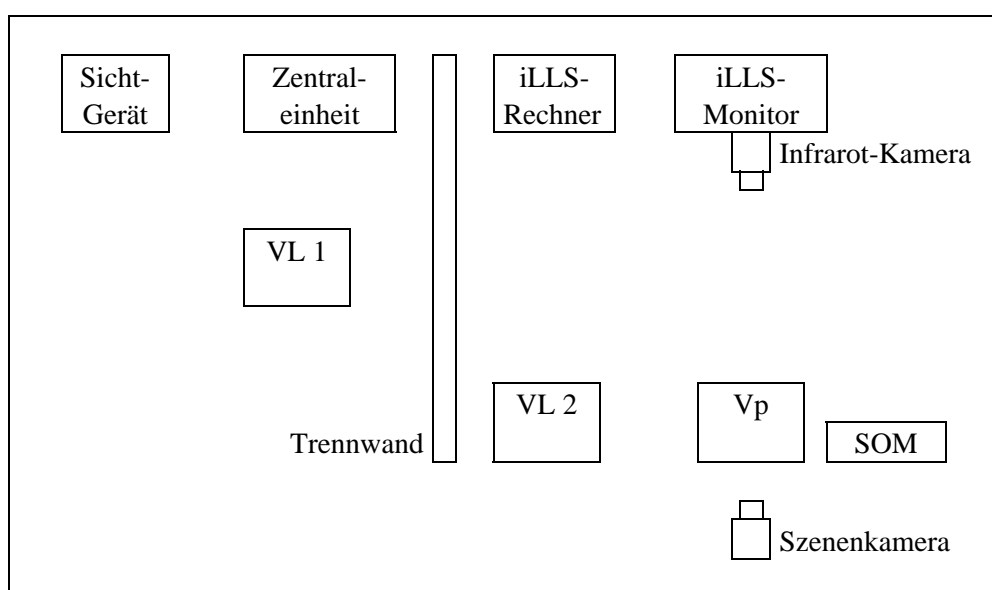 Sicht-
Gerät
Zentral-
einheit
iLLS-
Rechner
iLLS-
Monitor
Infrarot-Kamera
VL 1
VL 2
Vp
Trennwand
SOM
Szenenkamera